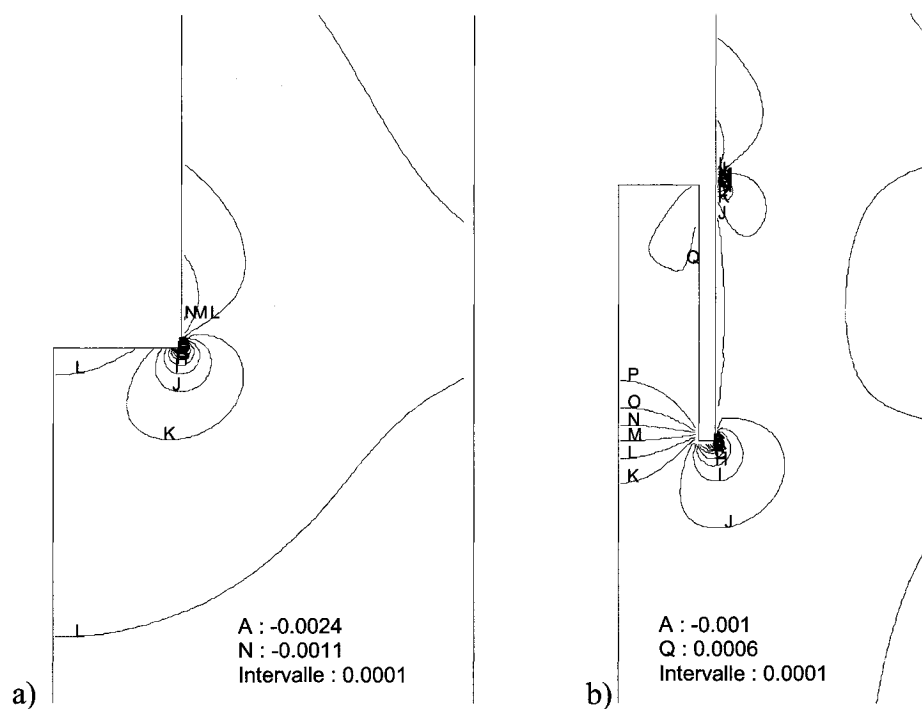 NML
L
H
J
K
L
A : -0.0024
N : -0.0011
Intervalle : 0.0001
a)
J
Q
P
O
N
M
L
K
H
I
J
A : -0.001
Q : 0.0006
Intervalle : 0.0001
b)